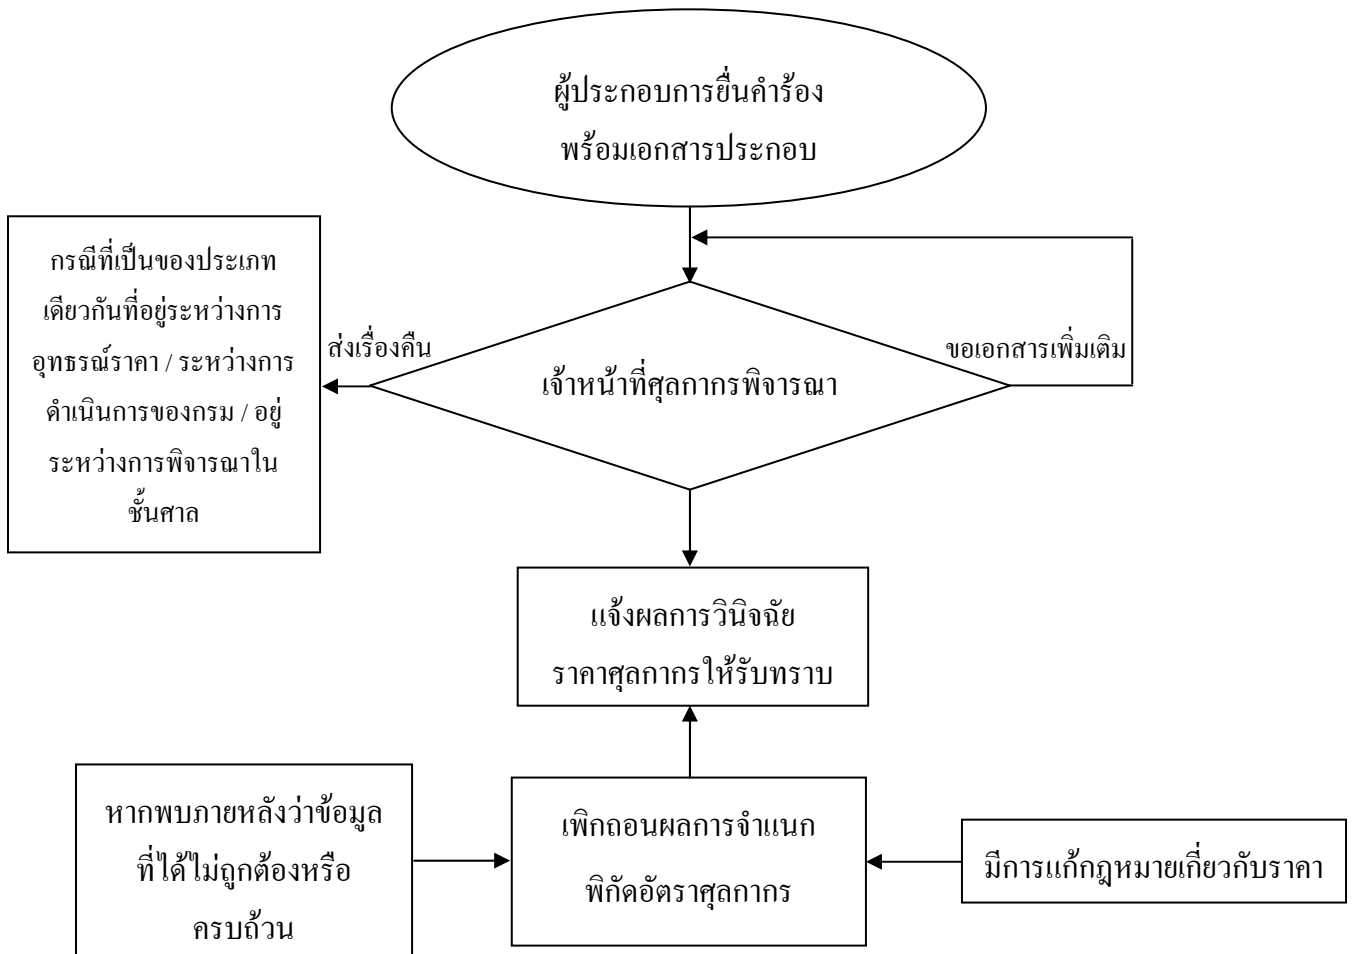 ผู้ประกอบการยื่นคำร้อง
พร้อมเอกสารประกอบ
กรณีที่เป็นของประเภท
เดียวกันที่อยู่ระหว่างการ
อุทธรณ์ราคา / ระหว่างการ
ดำเนินการของกรม / อยู่
ระหว่างการพิจารณาใน
ชั้นศาล
ส่งเรื่องคืน
เจ้าหน้าที่ศุลกากรพิจารณา
ขอเอกสารเพิ่มเติม
แจ้งผลการวินิจฉัย
ราคาศุลกากรให้รับทราบ
หากพบภายหลังว่าข้อมูล
ที่ได้ไม่ถูกต้องหรือ
ครบถ้วน
เพิกถอนผลการจำแนก
พิกัดอัตราศุลกากร
มีการแก้กฎหมายเกี่ยวกับราคา